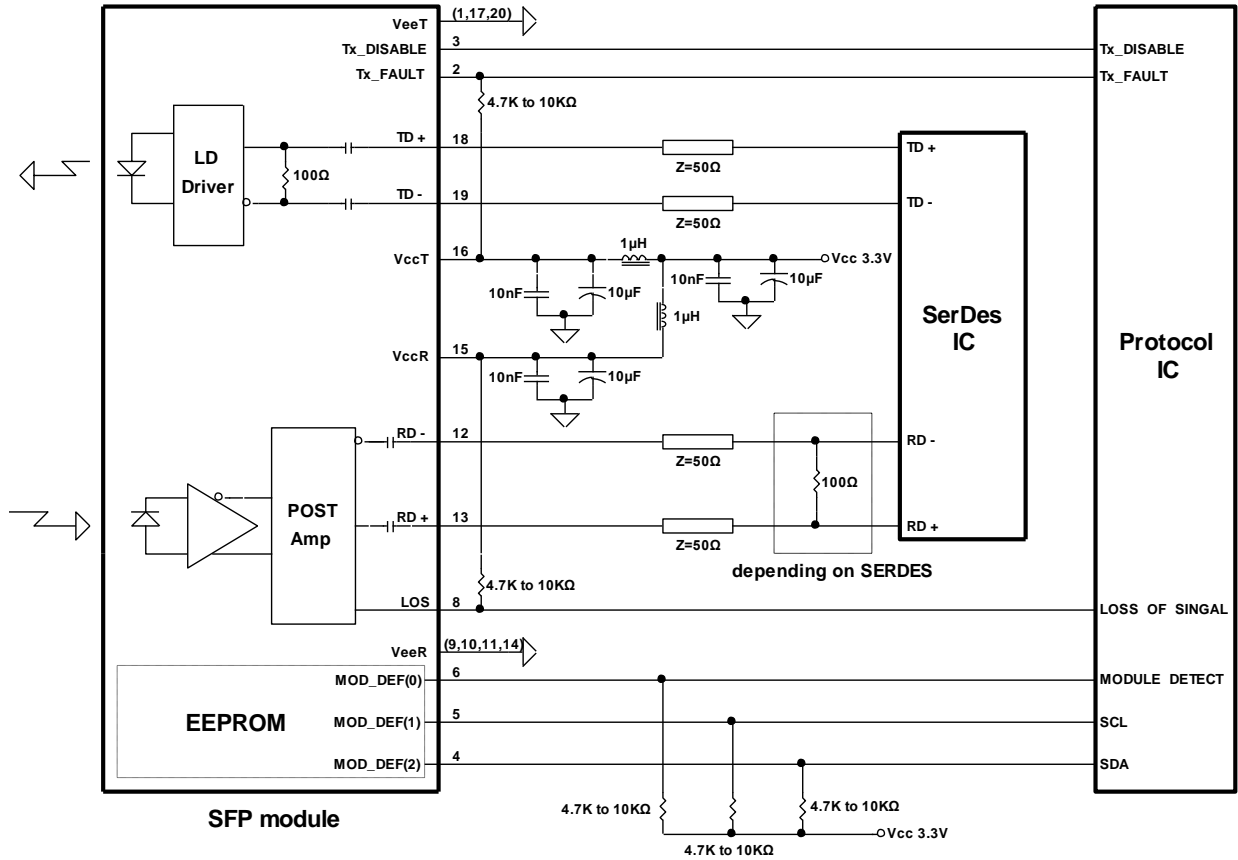 VeeT (1,17,20)
Tx_DISABLE 3 Tx_DISABLE
Tx_FAULT 2 Tx_FAULT
4.7K to 10KΩ
LD
Driver
100Ω
TD + 18 Z=50Ω TD +
TD - 19 Z=50Ω TD -
VccT 16 1µH Vcc 3.3V
10nF 10µF 10nF 10µF
1µH
SerDes
IC
Protocol
IC
VccR 15
10nF 10µF
RD - 12 Z=50Ω RD -
100Ω
POST
Amp
RD + 13 Z=50Ω RD +
depending on SERDES
4.7K to 10KΩ
LOS 8 LOSS OF SINGAL
VeeR (9,10,11,14)
MOD_DEF(0) 6 MODULE DETECT
EEPROM
MOD_DEF(1) 5 SCL
MOD_DEF(2) 4 SDA
SFP module
4.7K to 10KΩ 4.7K to 10KΩ
Vcc 3.3V
4.7K to 10KΩ